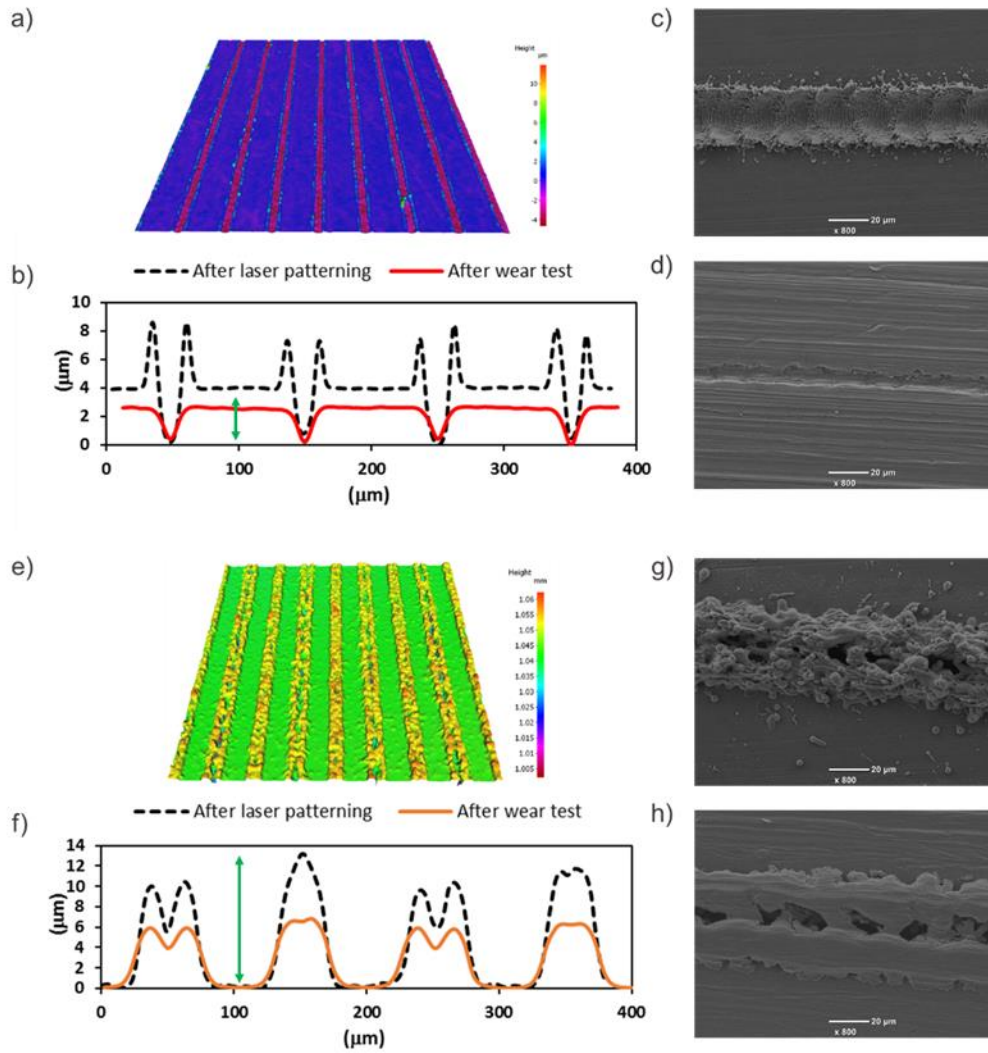 a)
Height
µm
10
8
6
4
2
0
-2
-4
c)
20 µm
x 800
b)
After laser patterning
After wear test
(µm)
10
8
6
4
2
0
0
100
200
300
400
(µm)
d)
20 µm
x 800
e)
Height
mm
1.06
1.055
1.05
1.045
1.04
1.035
1.03
1.025
1.02
1.015
1.01
1.005
g)
20 µm
x 800
f)
After laser patterning
After wear test
(µm)
14
12
10
8
6
4
2
0
0
100
200
300
400
(µm)
h)
20 µm
x 800